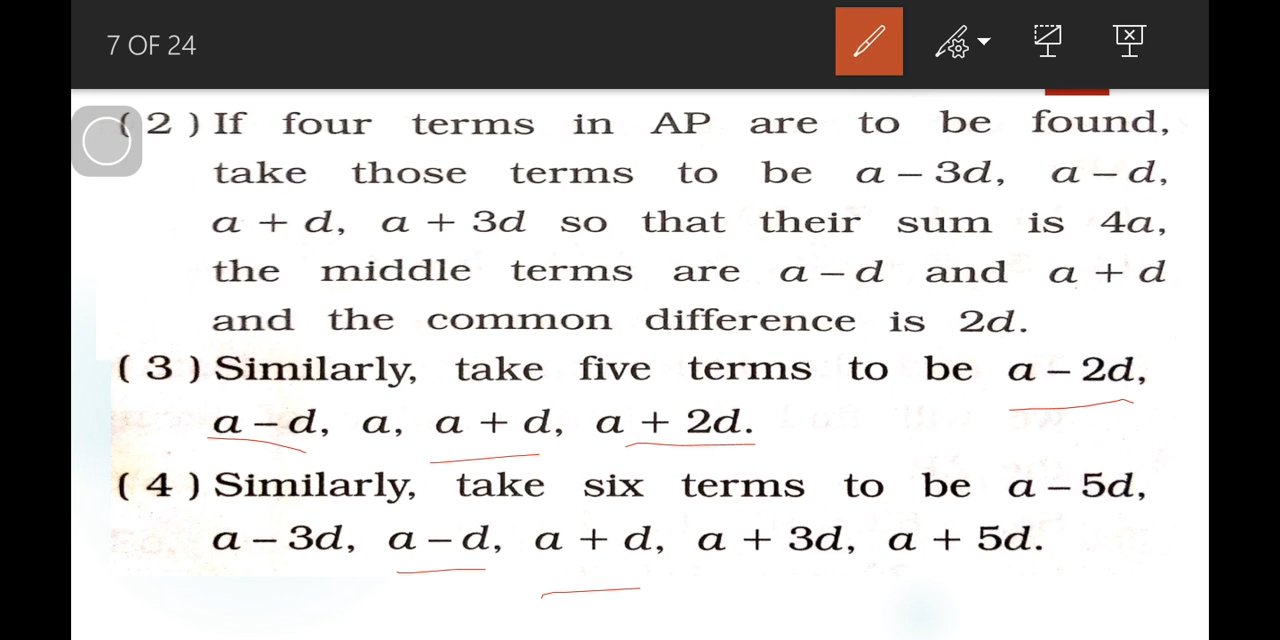 7 OF 24
( 2 ) If four terms in AP are to be found,
take those terms to be a – 3d, a – d,
a + d, a + 3d so that their sum is 4a,
the middle terms are a – d and a + d
and the common difference is 2d.
( 3 ) Similarly, take five terms to be a – 2d,
a – d, a, a + d, a + 2d.
( 4 ) Similarly, take six terms to be a – 5d,
a – 3d, a – d, a + d, a + 3d, a + 5d.